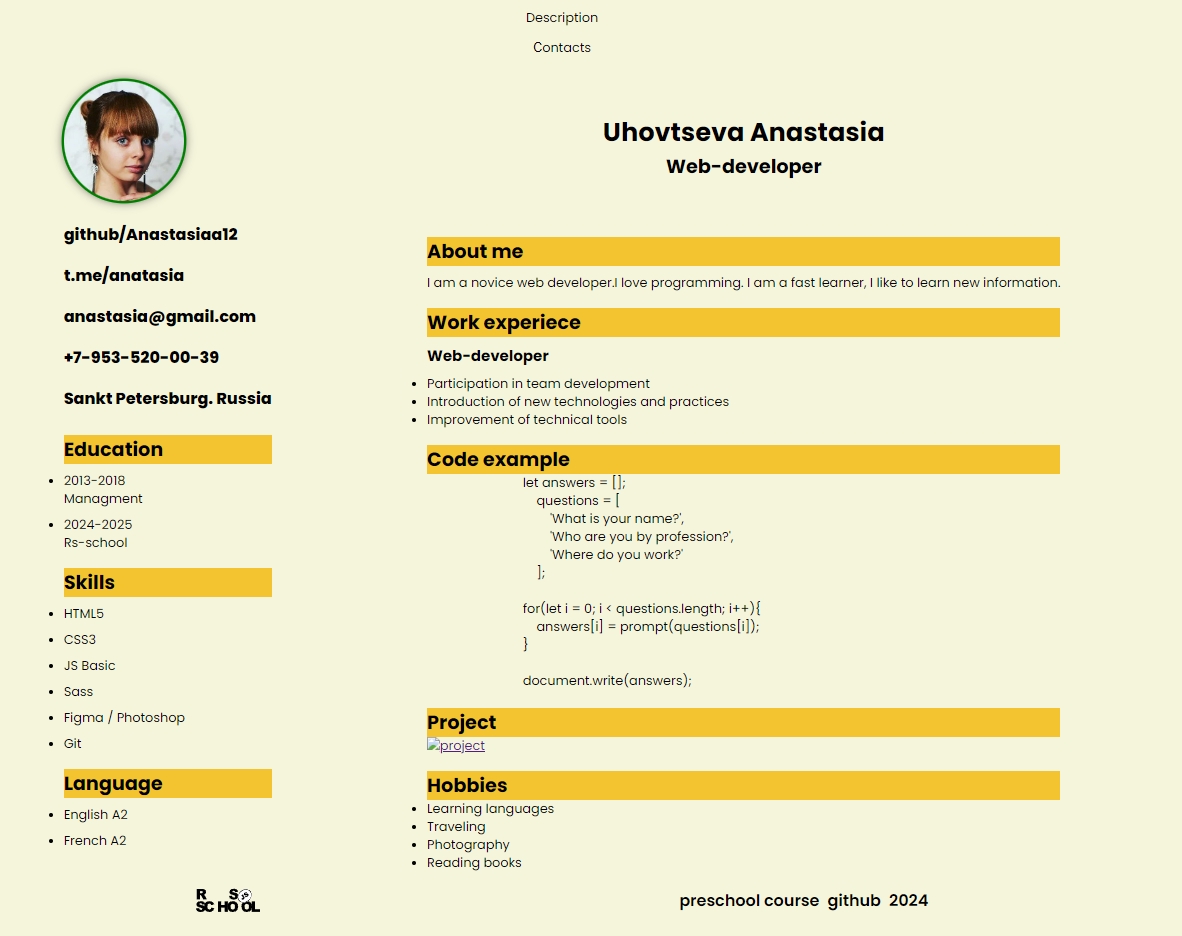 Description
Contacts
Uhovtseva Anastasia
Web-developer
github/Anastasiaa12
t.me/anatasia
anastasia@gmail.com
+7-953-520-00-39
Sankt Petersburg. Russia
Education
2013-2018
Managment
2024-2025
Rs-school
Skills
HTML5
CSS3
JS Basic
Sass
Figma / Photoshop
Git
Language
English A2
French A2
About me
I am a novice web developer.I love programming. I am a fast learner, I like to learn new information.
Work experiece
Web-developer
Participation in team development
Introduction of new technologies and practices
Improvement of technical tools
Code example
let answers = [];
questions = [
'What is your name?',
'Who are you by profession?',
'Where do you work?'
];
for(let i = 0; i < questions.length; i++){
answers[i] = prompt(questions[i]);
}
document.write(answers);
Project
project
Hobbies
Learning languages
Traveling
Photography
Reading books
R S
SCHOOL
preschool course github 2024